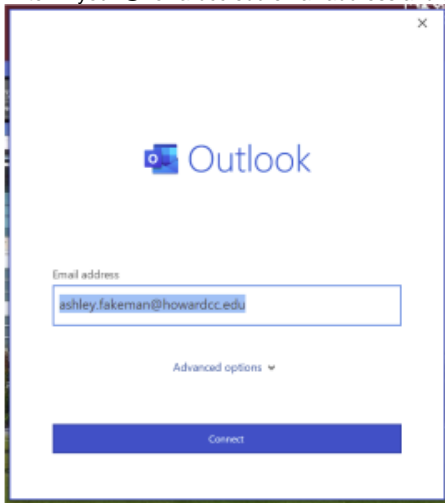 Outlook
Email address
ashley.fakeman@howardcc.edu
Advanced options
Connect